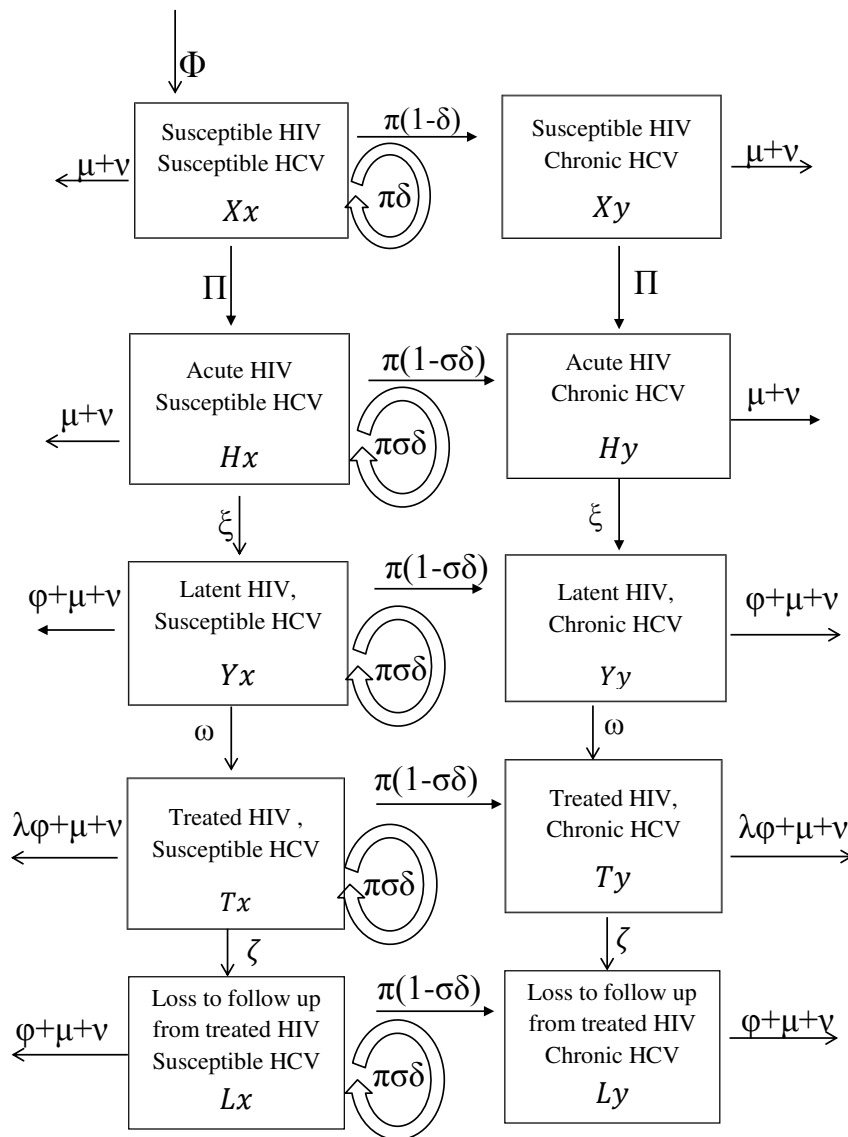 Φ
Susceptible HIV
Susceptible HCV
Xx
μ+ν
π(1-δ)
πδ
Susceptible HIV
Chronic HCV
Xy
μ+ν
Π
Π
Acute HIV
Susceptible HCV
Hx
μ+ν
π(1-σδ)
πσδ
Acute HIV
Chronic HCV
Hy
μ+ν
ξ
ξ
Latent HIV,
Susceptible HCV
Yx
φ+μ+ν
π(1-σδ)
πσδ
Latent HIV,
Chronic HCV
Yy
φ+μ+ν
ω
ω
Treated HIV ,
Susceptible HCV
Tx
λφ+μ+ν
π(1-σδ)
πσδ
Treated HIV,
Chronic HCV
Ty
λφ+μ+ν
ζ
ζ
Loss to follow up
from treated HIV
Susceptible HCV
Lx
φ+μ+ν
π(1-σδ)
πσδ
Loss to follow up
from treated HIV
Chronic HCV
Ly
φ+μ+ν